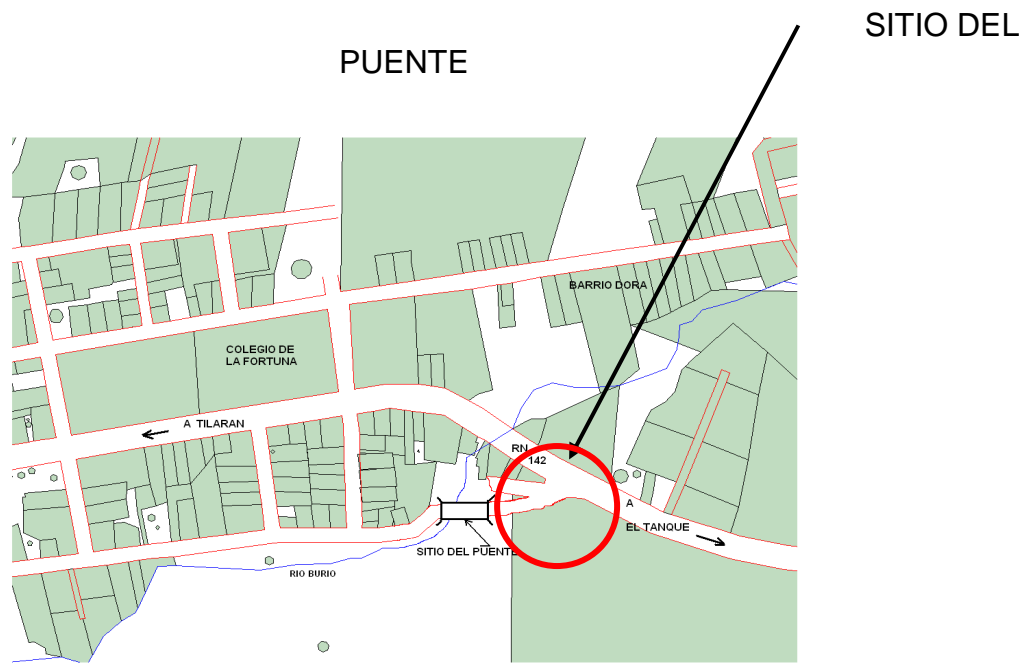 SITIO DEL
PUENTE
BARRIO DORA
COLEGIO DE
LA FORTUNA
A TILARAN
RN
142
A
EL TANQUE
SITIO DEL PUENTE
RIO BURIO